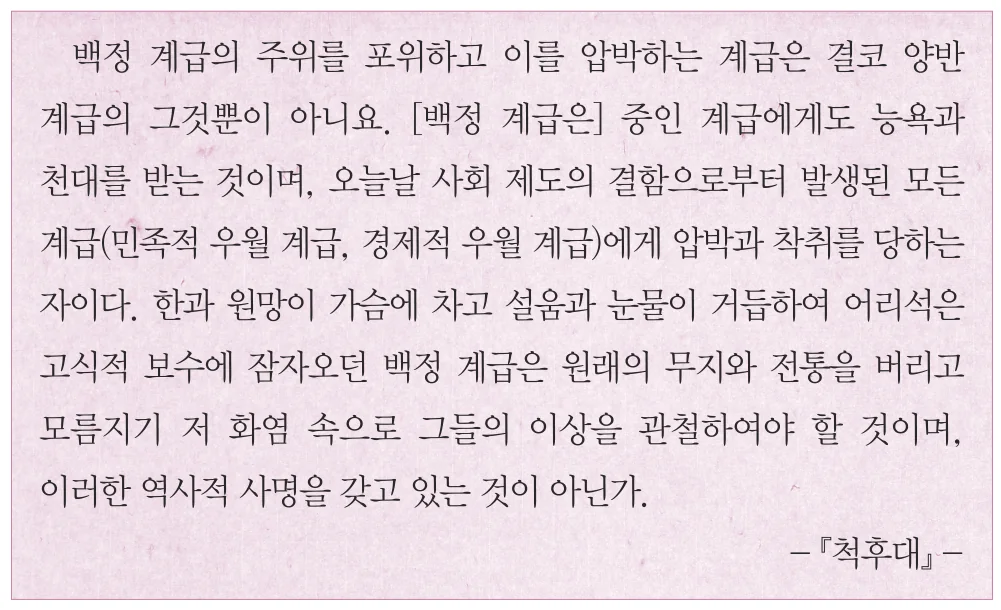 백정 계급의 주위를 포위하고 이를 압박하는 계급은 결코 양반
계급의 그것뿐이 아니요. [백정 계급은] 중인 계급에게도 능욕과
천대를 받는 것이며, 오늘날 사회 제도의 결함으로부터 발생된 모든
계급(민족적 우월 계급, 경제적 우월 계급)에게 압박과 착취를 당하는
자이다. 한과 원망이 가슴에 차고 설움과 눈물이 거듭하여 어리석은
고식적 보수에 잠자오던 백정 계급은 원래의 무지와 전통을 버리고
모름지기 저 화염 속으로 그들의 이상을 관철하여야 할 것이며,
이러한 역사적 사명을 갖고 있는 것이 아닌가.
－『척후대』－